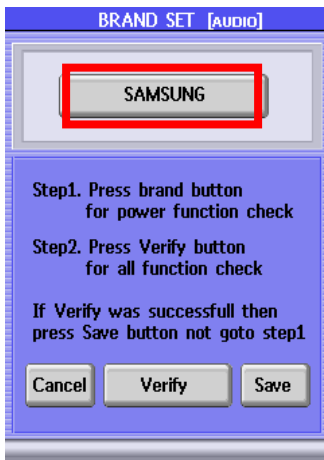 BRAND SET [AUDIO]
SAMSUNG
Step1. Press brand button
for power function check
Step2. Press Verify button
for all function check
If Verify was successfull then
press Save button not goto step1
Cancel Verify Save